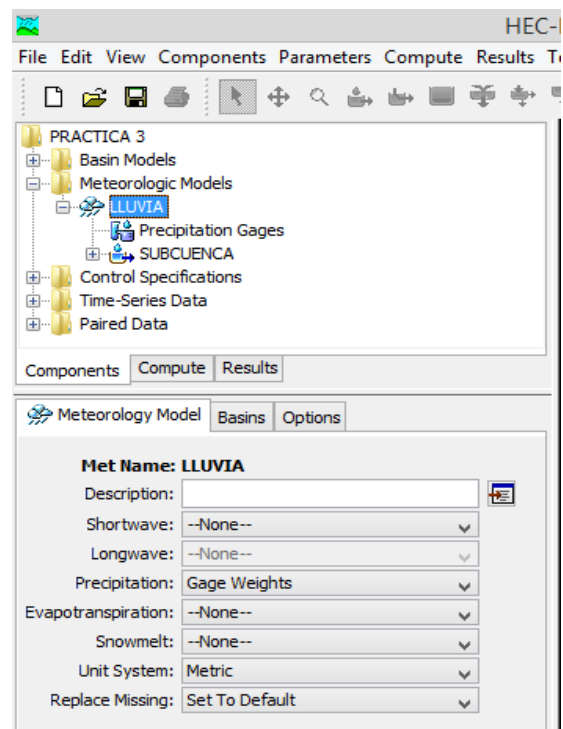 HEC-
File Edit View Components Parameters Compute Results
PRACTICA 3
Basin Models
Meteorologic Models
LLUVIA
Precipitation Gages
SUBCUENCA
Control Specifications
Time-Series Data
Paired Data
Components Compute Results
Meteorology Model Basins Options
Met Name: LLUVIA
Description:
Shortwave: --None--
Longwave: --None--
Precipitation: Gage Weights
Evapotranspiration: --None--
Snowmelt: --None--
Unit System: Metric
Replace Missing: Set To Default